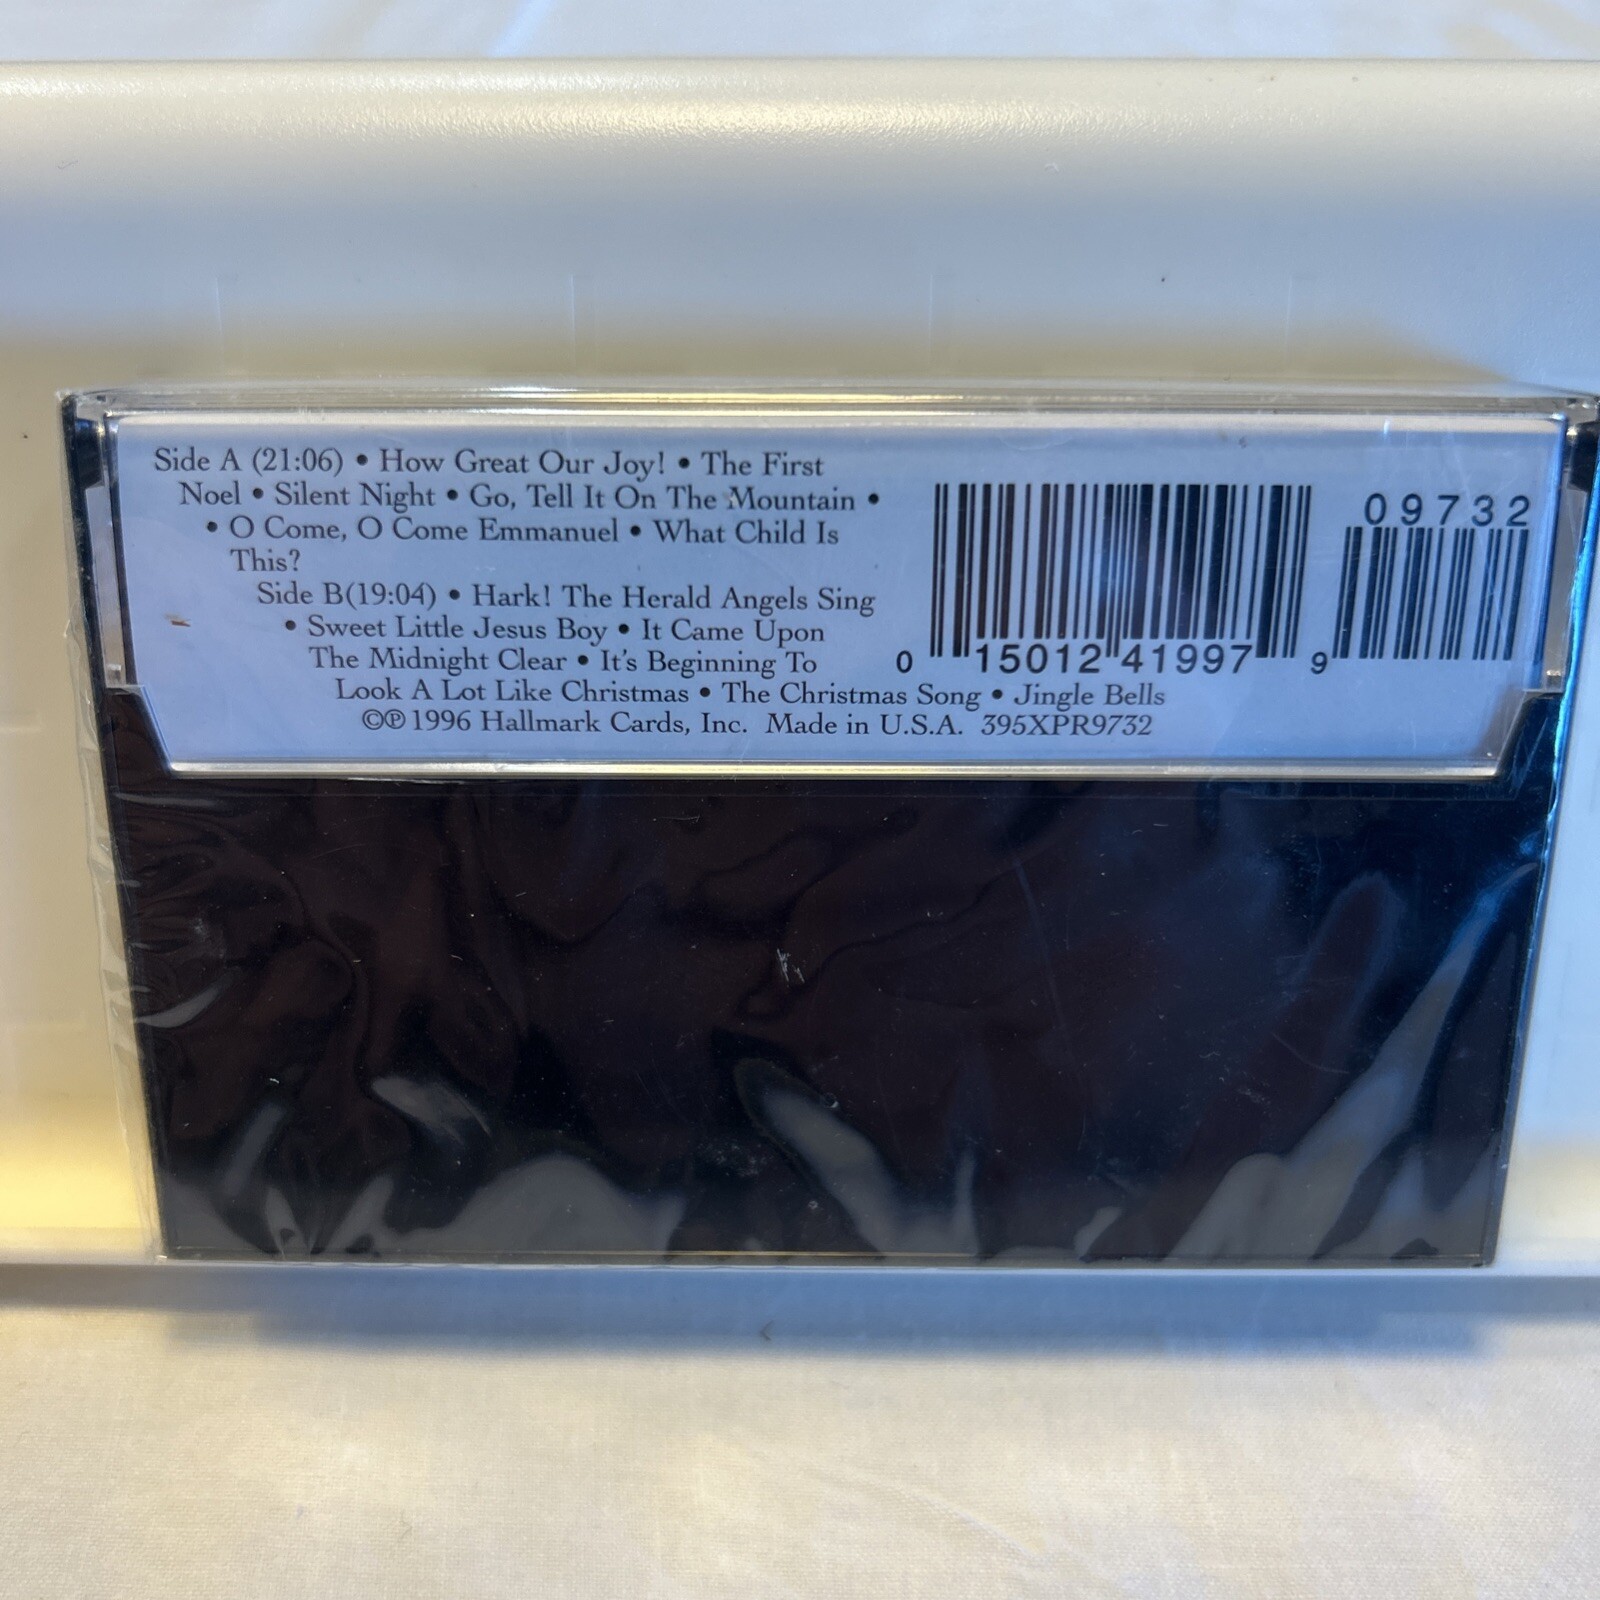 Side A (21:06) • How Great Our Joy! • The First
Noel • Silent Night • Go, Tell It On The Mountain •
• O Come, O Come Emmanuel • What Child Is
This?
Side B(19:04) • Hark! The Herald Angels Sing
• Sweet Little Jesus Boy • It Came Upon
The Midnight Clear • It's Beginning To
Look A Lot Like Christmas • The Christmas Song • Jingle Bells
©℗1996 Hallmark Cards, Inc. Made in U.S.A. 395XPR9732
09732
0 15012 41997 9